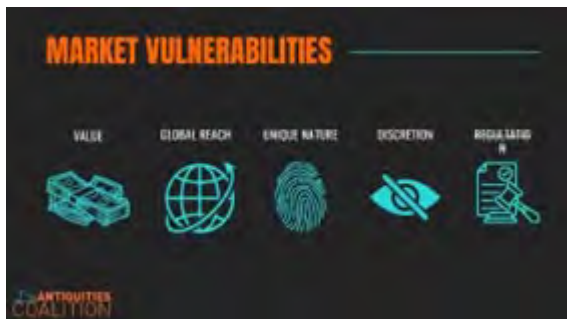 MARKET VULNERABILITIES
VALUE
GLOBAL REACH
UNIQUE NATURE
DISCRETION
ANTIQUITIES
COALITION